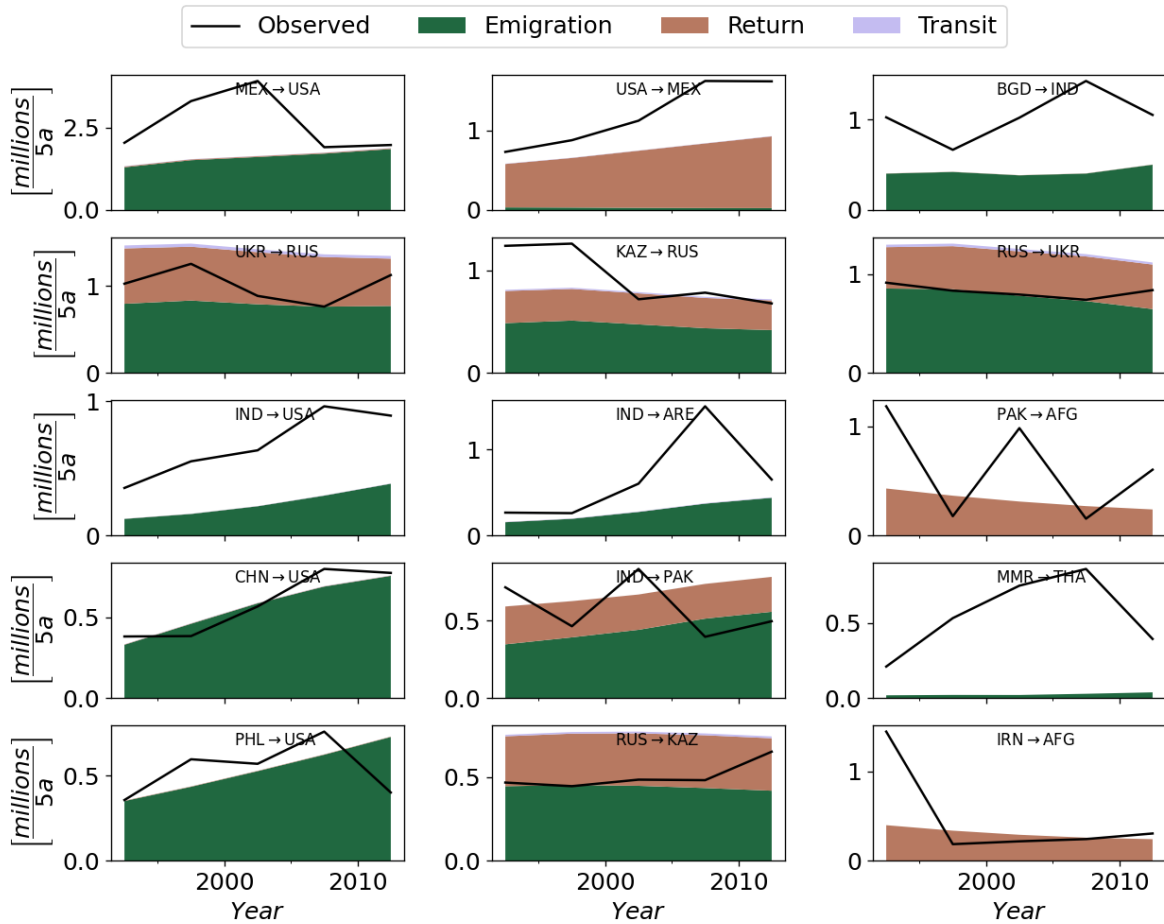 Observed Emigration Return Transit
MEX→USA USA→MEX BGD→IND
[millions/5a]
2.5
0.0
1
0
1
0
UKR→RUS KAZ→RUS RUS→UKR
[millions/5a]
1
0
1
0
1
0
IND→USA IND→ARE PAK→AFG
[millions/5a]
1
0
1
0
1
0
CHN→USA IND→PAK MMR→THA
[millions/5a]
0.5
0.0
0.5
0.0
0.5
0.0
PHL→USA RUS→KAZ IRN→AFG
[millions/5a]
0.5
0.0
0.5
0.0
1
0
2000 2010 2000 2010 2000 2010
Year Year Year